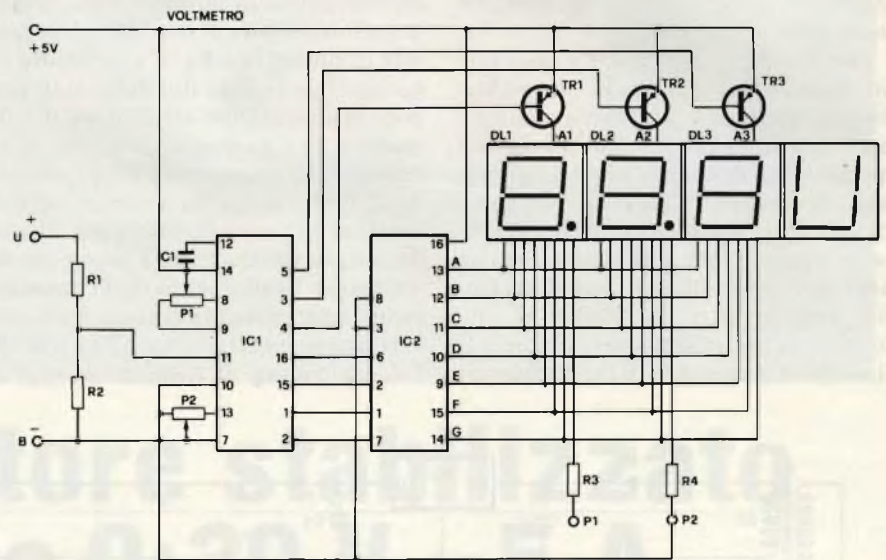 VOLTMETRO
+5V
TR1 TR2 TR3
DL1 A1 DL2 A2 DL3 A3
+
U
C1
12
14
8
P1
9
R1
11
R2
10
P2
13
−
B
7
IC1
5
3
4
16
15
1
2
IC2
8
3
6
2
1
7
16
13 A
12 B
11 C
10 D
9 E
15 F
14 G
R3 R4
P1 P2